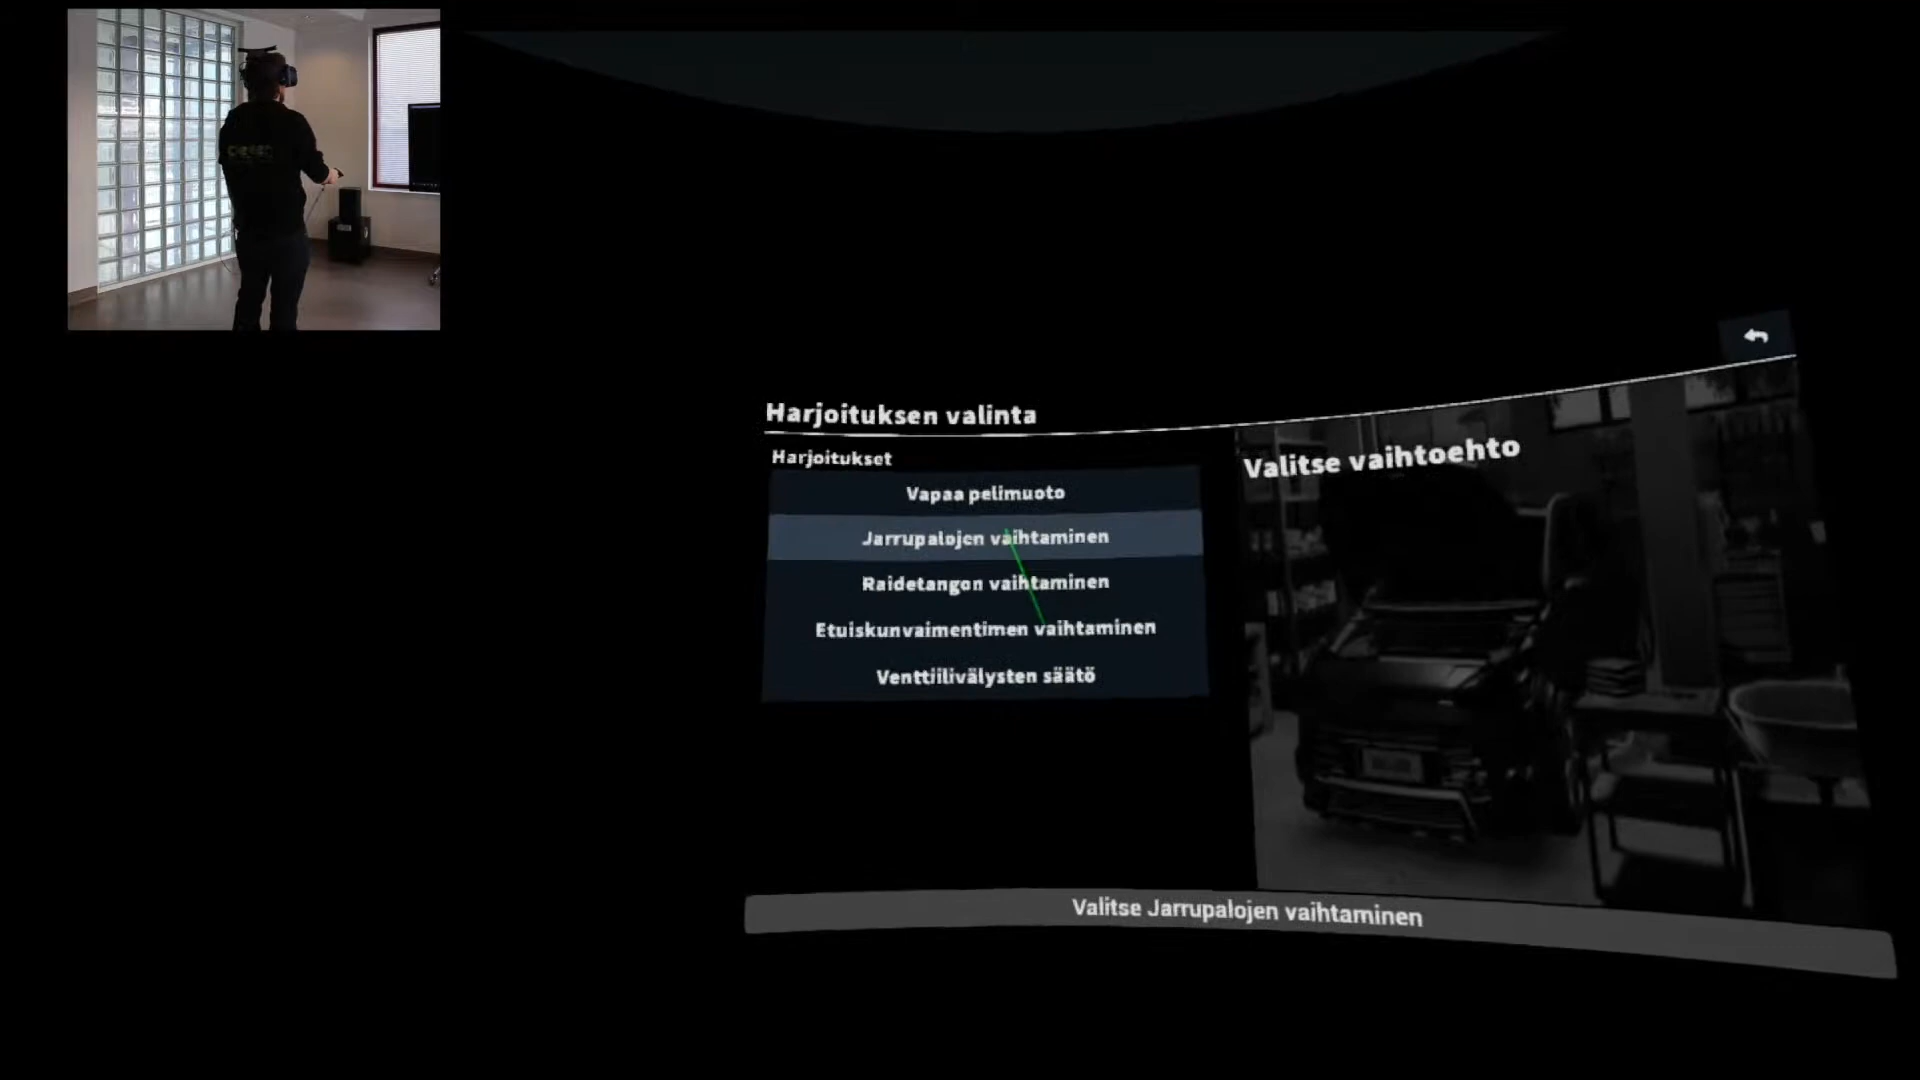 Harjoituksen valinta
Harjoitukset
Vapaa pelimuoto
Jarrupalojen vaihtaminen
Raidetangon vaihtaminen
Etuiskunvaimentimen vaihtaminen
Venttiilivälysten säätö
Valitse vaihtoehto
Valitse Jarrupalojen vaihtaminen